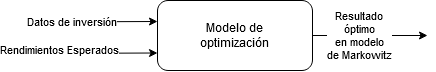 Datos de inversión
Rendimientos Esperados
Modelo de
optimización
Resultado
óptimo
en modelo
de Markowitz